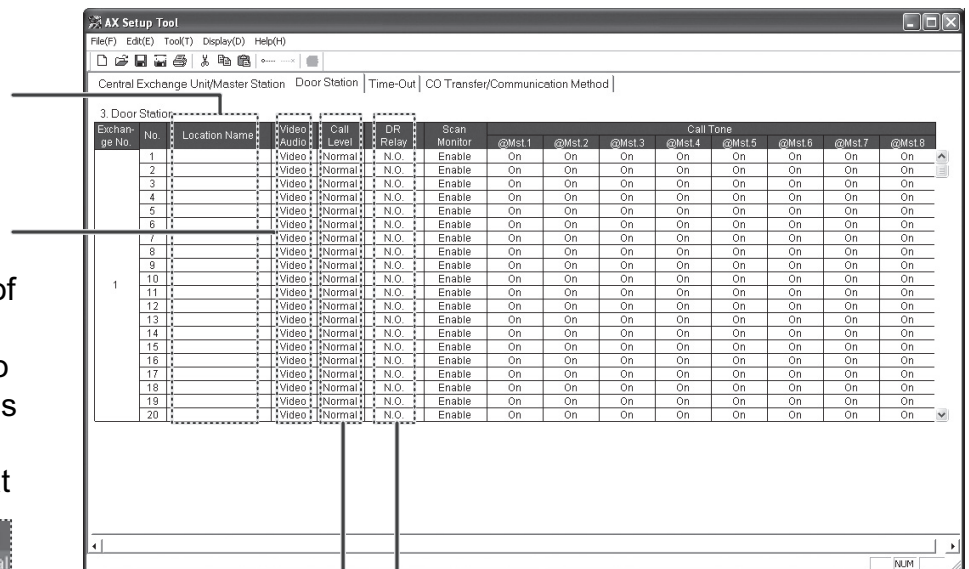 AX Setup Tool
File(F) Edit(E) Tool(T) Display(D) Help(H)
Central Exchange Unit/Master Station Door Station Time-Out CO Transfer/Communication Method
3. Door Station
Exchan-ge No. No. Location Name Video Audio Call Level DR Relay Scan Monitor Call Tone
@Mst.1 @Mst.2 @Mst.3 @Mst.4 @Mst.5 @Mst.6 @Mst.7 @Mst.8
1
1 Video Normal N.O. Enable On On On On On On On On
2 Video Normal N.O. Enable On On On On On On On On
3 Video Normal N.O. Enable On On On On On On On On
4 Video Normal N.O. Enable On On On On On On On On
5 Video Normal N.O. Enable On On On On On On On On
6 Video Normal N.O. Enable On On On On On On On On
7 Video Normal N.O. Enable On On On On On On On On
8 Video Normal N.O. Enable On On On On On On On On
9 Video Normal N.O. Enable On On On On On On On On
10 Video Normal N.O. Enable On On On On On On On On
11 Video Normal N.O. Enable On On On On On On On On
12 Video Normal N.O. Enable On On On On On On On On
13 Video Normal N.O. Enable On On On On On On On On
14 Video Normal N.O. Enable On On On On On On On On
15 Video Normal N.O. Enable On On On On On On On On
16 Video Normal N.O. Enable On On On On On On On On
17 Video Normal N.O. Enable On On On On On On On On
18 Video Normal N.O. Enable On On On On On On On On
19 Video Normal N.O. Enable On On On On On On On On
20 Video Normal N.O. Enable On On On On On On On On
of
NUM